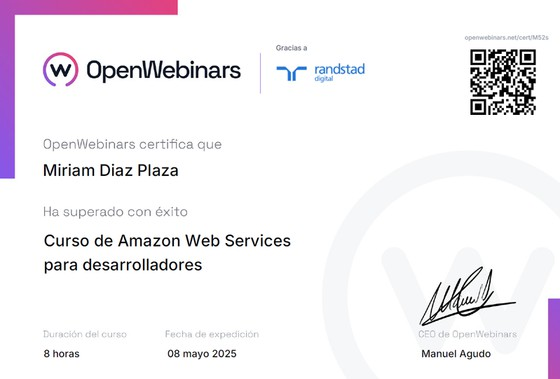 openwebinars.net/cert/M52s
Gracias a
OpenWebinars
randstad
digital
OpenWebinars certifica que
Miriam Diaz Plaza
Ha superado con éxito
Curso de Amazon Web Services
para desarrolladores
Duración del curso
Fecha de expedición
CEO de OpenWebinars
8 horas
08 mayo 2025
Manuel Agudo